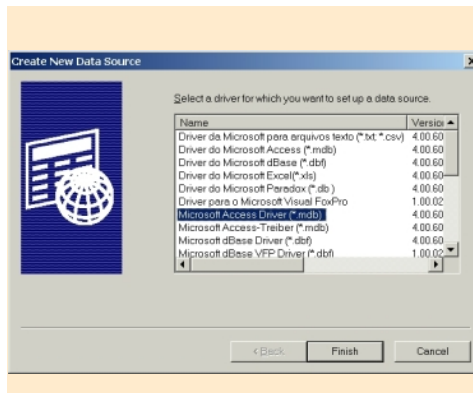 Create New Data Source
Select a driver for which you want to set up a data source.
Name Version
Driver da Microsoft para arquivos texto (*.txt; *.csv) 4.00.60
Driver do Microsoft Access (*.mdb) 4.00.60
Driver do Microsoft dBase (*.dbf) 4.00.60
Driver do Microsoft Excel(*.xls) 4.00.60
Driver do Microsoft Paradox (*.db ) 4.00.60
Driver para o Microsoft Visual FoxPro 1.00.02
Microsoft Access Driver (*.mdb) 4.00.60
Microsoft Access-Treiber (*.mdb) 4.00.60
Microsoft dBase Driver (*.dbf) 4.00.60
Microsoft dBase VFP Driver (*.dbf) 1.00.02
< Back Finish Cancel